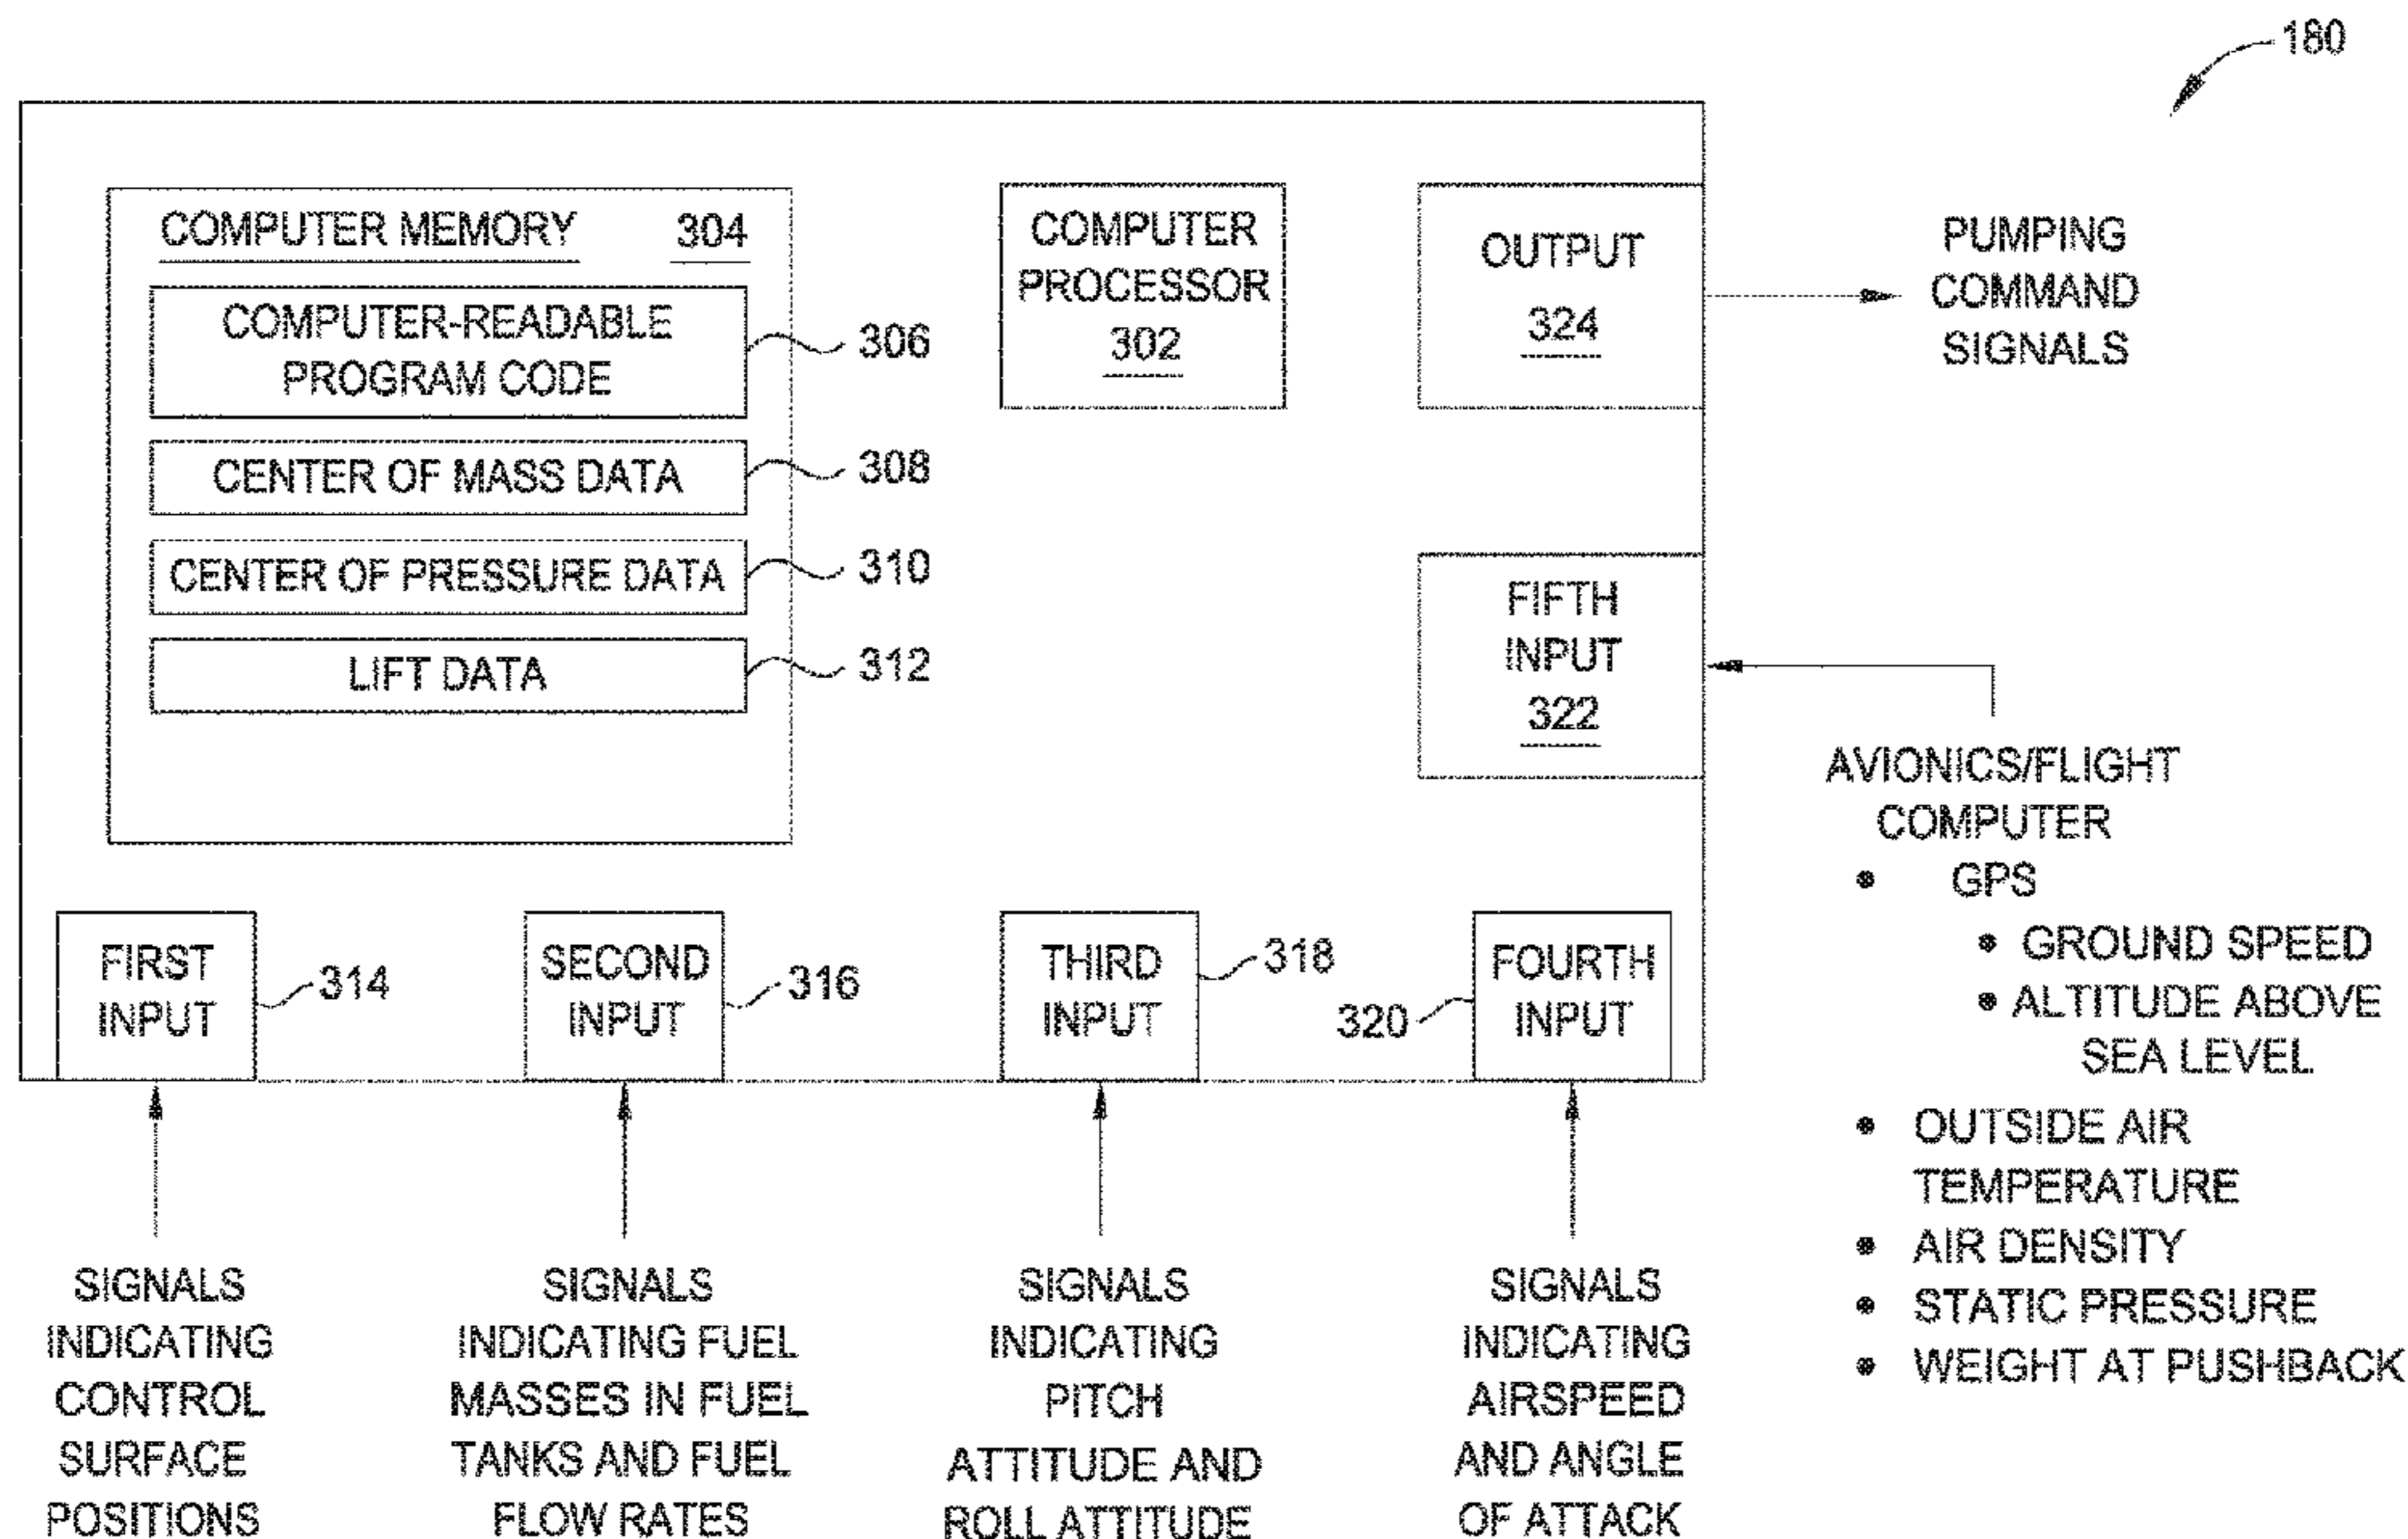 180
COMPUTER MEMORY 304
COMPUTER-READABLE
PROGRAM CODE
306
CENTER OF MASS DATA
308
CENTER OF PRESSURE DATA
310
LIFT DATA
312
COMPUTER
PROCESSOR
302
OUTPUT
324
PUMPING
COMMAND
SIGNALS
FIFTH
INPUT
322
AVIONICS/FLIGHT
COMPUTER
• GPS
• GROUND SPEED
• ALTITUDE ABOVE
SEA LEVEL
• OUTSIDE AIR
TEMPERATURE
• AIR DENSITY
• STATIC PRESSURE
• WEIGHT AT PUSHBACK
FIRST
INPUT
314
SECOND
INPUT
316
THIRD
INPUT
318
FOURTH
INPUT
320
SIGNALS
INDICATING
CONTROL
SURFACE
POSITIONS
SIGNALS
INDICATING FUEL
MASSES IN FUEL
TANKS AND FUEL
FLOW RATES
SIGNALS
INDICATING
PITCH
ATTITUDE AND
ROLL ATTITUDE
SIGNALS
INDICATING
AIRSPEED
AND ANGLE
OF ATTACK